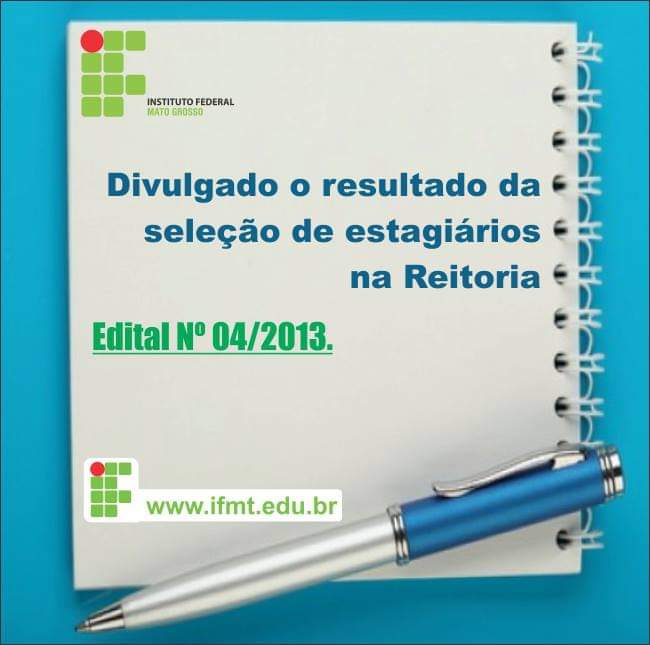 INSTITUTO FEDERAL
MATO GROSSO
Divulgado o resultado da
seleção de estagiários
na Reitoria
Edital Nº 04/2013.
www.ifmt.edu.br